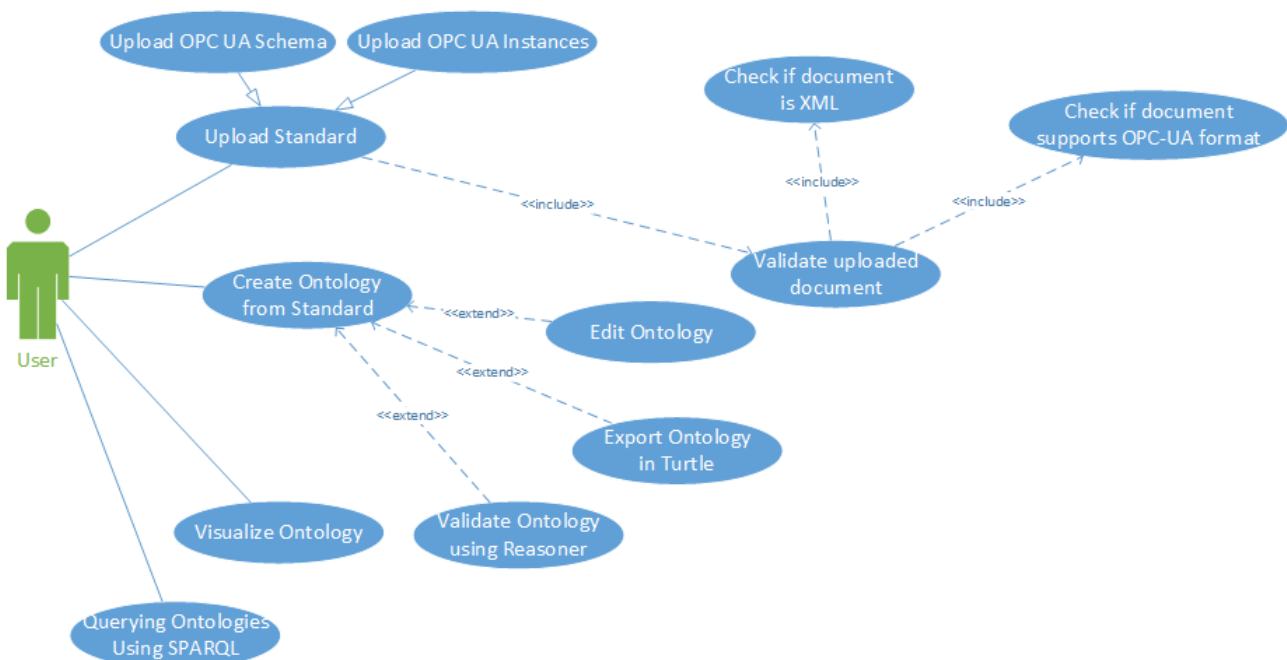 Upload OPC UA Schema
Upload OPC UA Instances
Check if document
is XML
Check if document
supports OPC-UA format
Upload Standard
<<include>>
<<include>>
<<include>>
Validate uploaded
document
Create Ontology
from Standard
<<extend>>
Edit Ontology
User
<<extend>>
<<extend>>
Export Ontology
in Turtle
Visualize Ontology
Validate Ontology
using Reasoner
Querying Ontologies
Using SPARQL